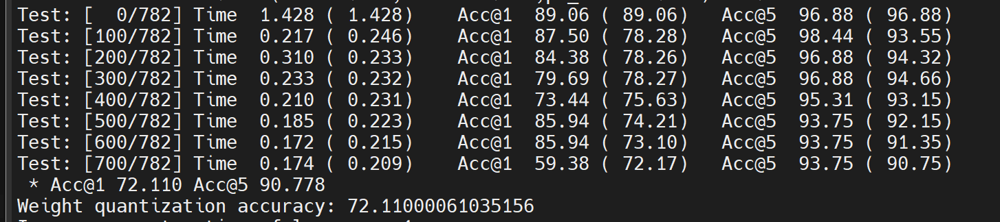 Test: [  0/782] Time  1.428 ( 1.428)    Acc@1  89.06 ( 89.06)   Acc@5  96.88 ( 96.88)
Test: [100/782] Time  0.217 ( 0.246)    Acc@1  87.50 ( 78.28)   Acc@5  98.44 ( 93.55)
Test: [200/782] Time  0.310 ( 0.233)    Acc@1  84.38 ( 78.26)   Acc@5  96.88 ( 94.32)
Test: [300/782] Time  0.233 ( 0.232)    Acc@1  79.69 ( 78.27)   Acc@5  96.88 ( 94.66)
Test: [400/782] Time  0.210 ( 0.231)    Acc@1  73.44 ( 75.63)   Acc@5  95.31 ( 93.15)
Test: [500/782] Time  0.185 ( 0.223)    Acc@1  85.94 ( 74.21)   Acc@5  93.75 ( 92.15)
Test: [600/782] Time  0.172 ( 0.215)    Acc@1  85.94 ( 73.10)   Acc@5  93.75 ( 91.35)
Test: [700/782] Time  0.174 ( 0.209)    Acc@1  59.38 ( 72.17)   Acc@5  93.75 ( 90.75)
 * Acc@1 72.110 Acc@5 90.778
Weight quantization accuracy: 72.11000061035156